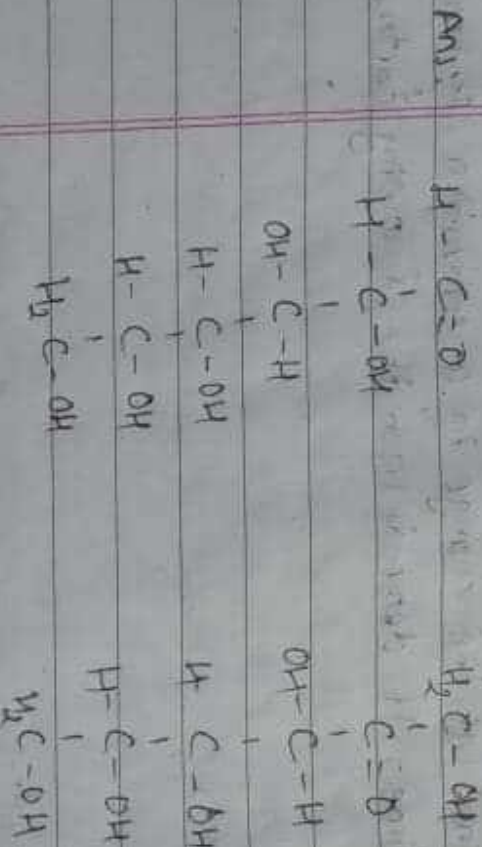 Ans:
H - C = O    H₂C - OH
H - C - OH    C = O
OH - C - H    OH - C - H
H - C - OH    H C - OH
H - C - OH    H - C - OH
H₂C - OH    H₂C - OH